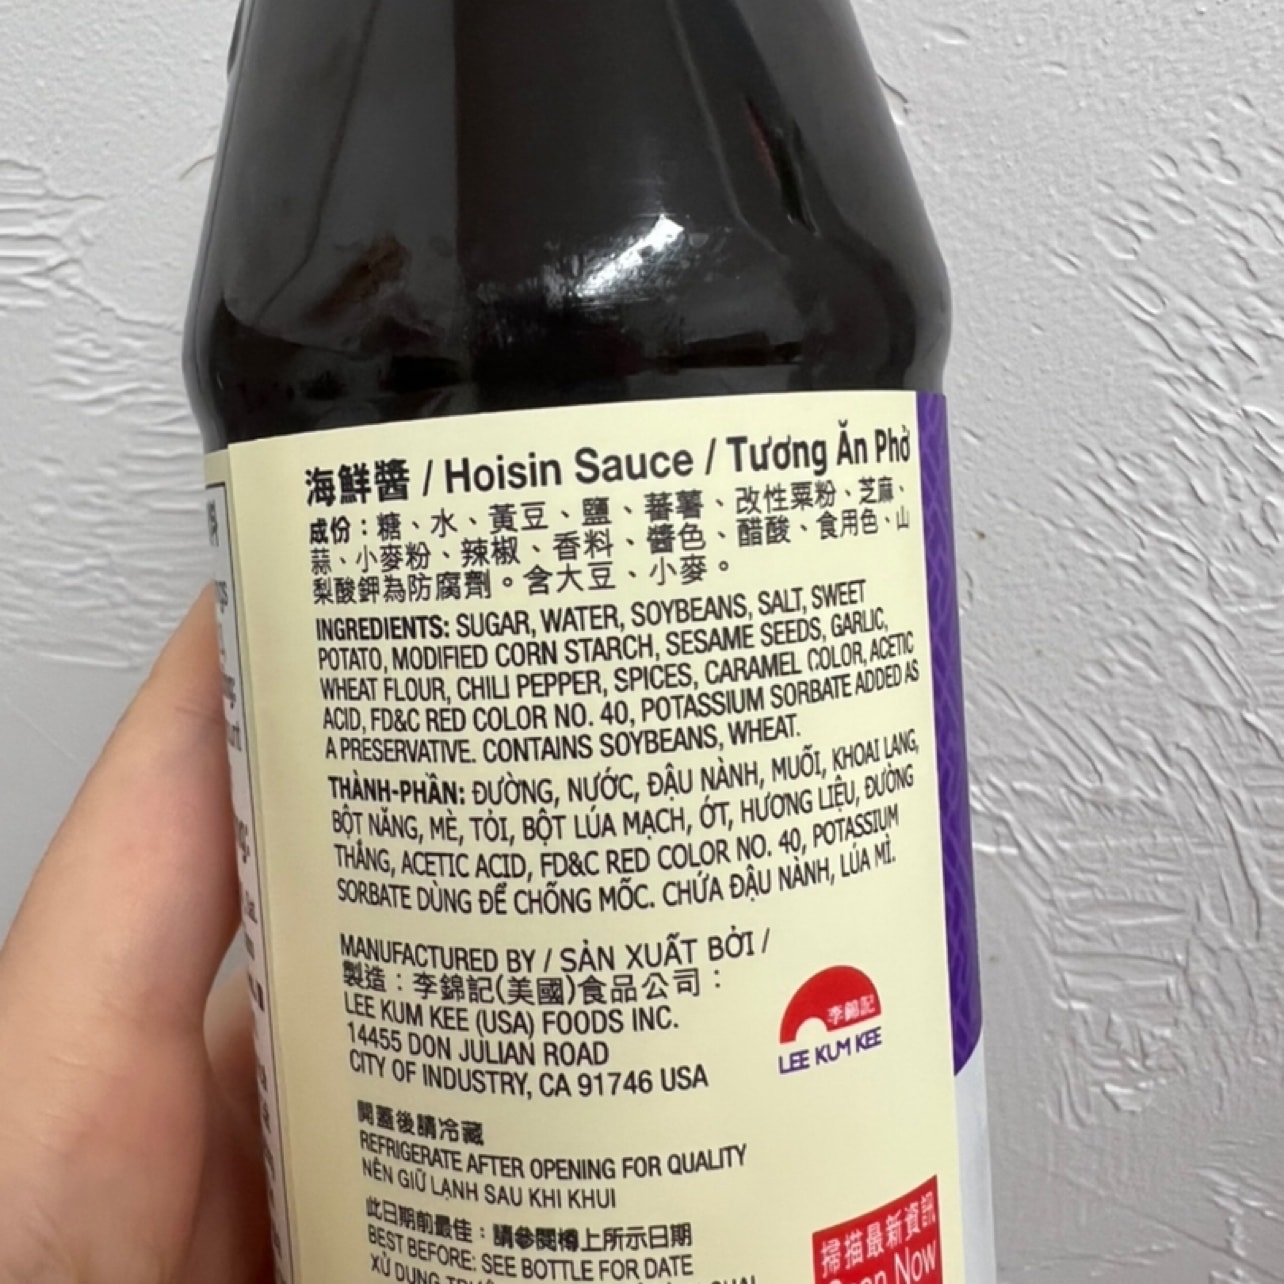 海鮮醬 / Hoisin Sauce / Tương Ăn Phở
成份：糖、水、黃豆、鹽、蕃薯、改性粟粉、芝麻、
蒜、小麥粉、辣椒、香料、醬色、醋酸、食用色、山
梨酸鉀為防腐劑。含大豆、小麥。
INGREDIENTS: SUGAR, WATER, SOYBEANS, SALT, SWEET
POTATO, MODIFIED CORN STARCH, SESAME SEEDS, GARLIC,
WHEAT FLOUR, CHILI PEPPER, SPICES, CARAMEL COLOR, ACETIC
ACID, FD&C RED COLOR NO. 40, POTASSIUM SORBATE ADDED AS
A PRESERVATIVE. CONTAINS SOYBEANS, WHEAT.
THÀNH-PHẦN: ĐƯỜNG, NƯỚC, ĐẬU NÀNH, MUỐI, KHOAI LANG,
BỘT NĂNG, MÈ, TỎI, BỘT LÚA MẠCH, ỚT, HƯƠNG LIỆU, ĐƯỜNG
THẮNG, ACETIC ACID, FD&C RED COLOR NO. 40, POTASSIUM
SORBATE DÙNG ĐỂ CHỐNG MỐC. CHỨA ĐẬU NÀNH, LÚA MÌ.
MANUFACTURED BY / SẢN XUẤT BỞI /
製造：李錦記(美國)食品公司：
LEE KUM KEE (USA) FOODS INC.
14455 DON JULIAN ROAD
CITY OF INDUSTRY, CA 91746 USA
李錦記
LEE KUM KEE
開蓋後請冷藏
REFRIGERATE AFTER OPENING FOR QUALITY
NÊN GIỮ LẠNH SAU KHI KHUI
此日期前最佳：請參閱樽上所示日期
BEST BEFORE: SEE BOTTLE FOR DATE
XỬ DỤNG
掃描最新資訊
Now